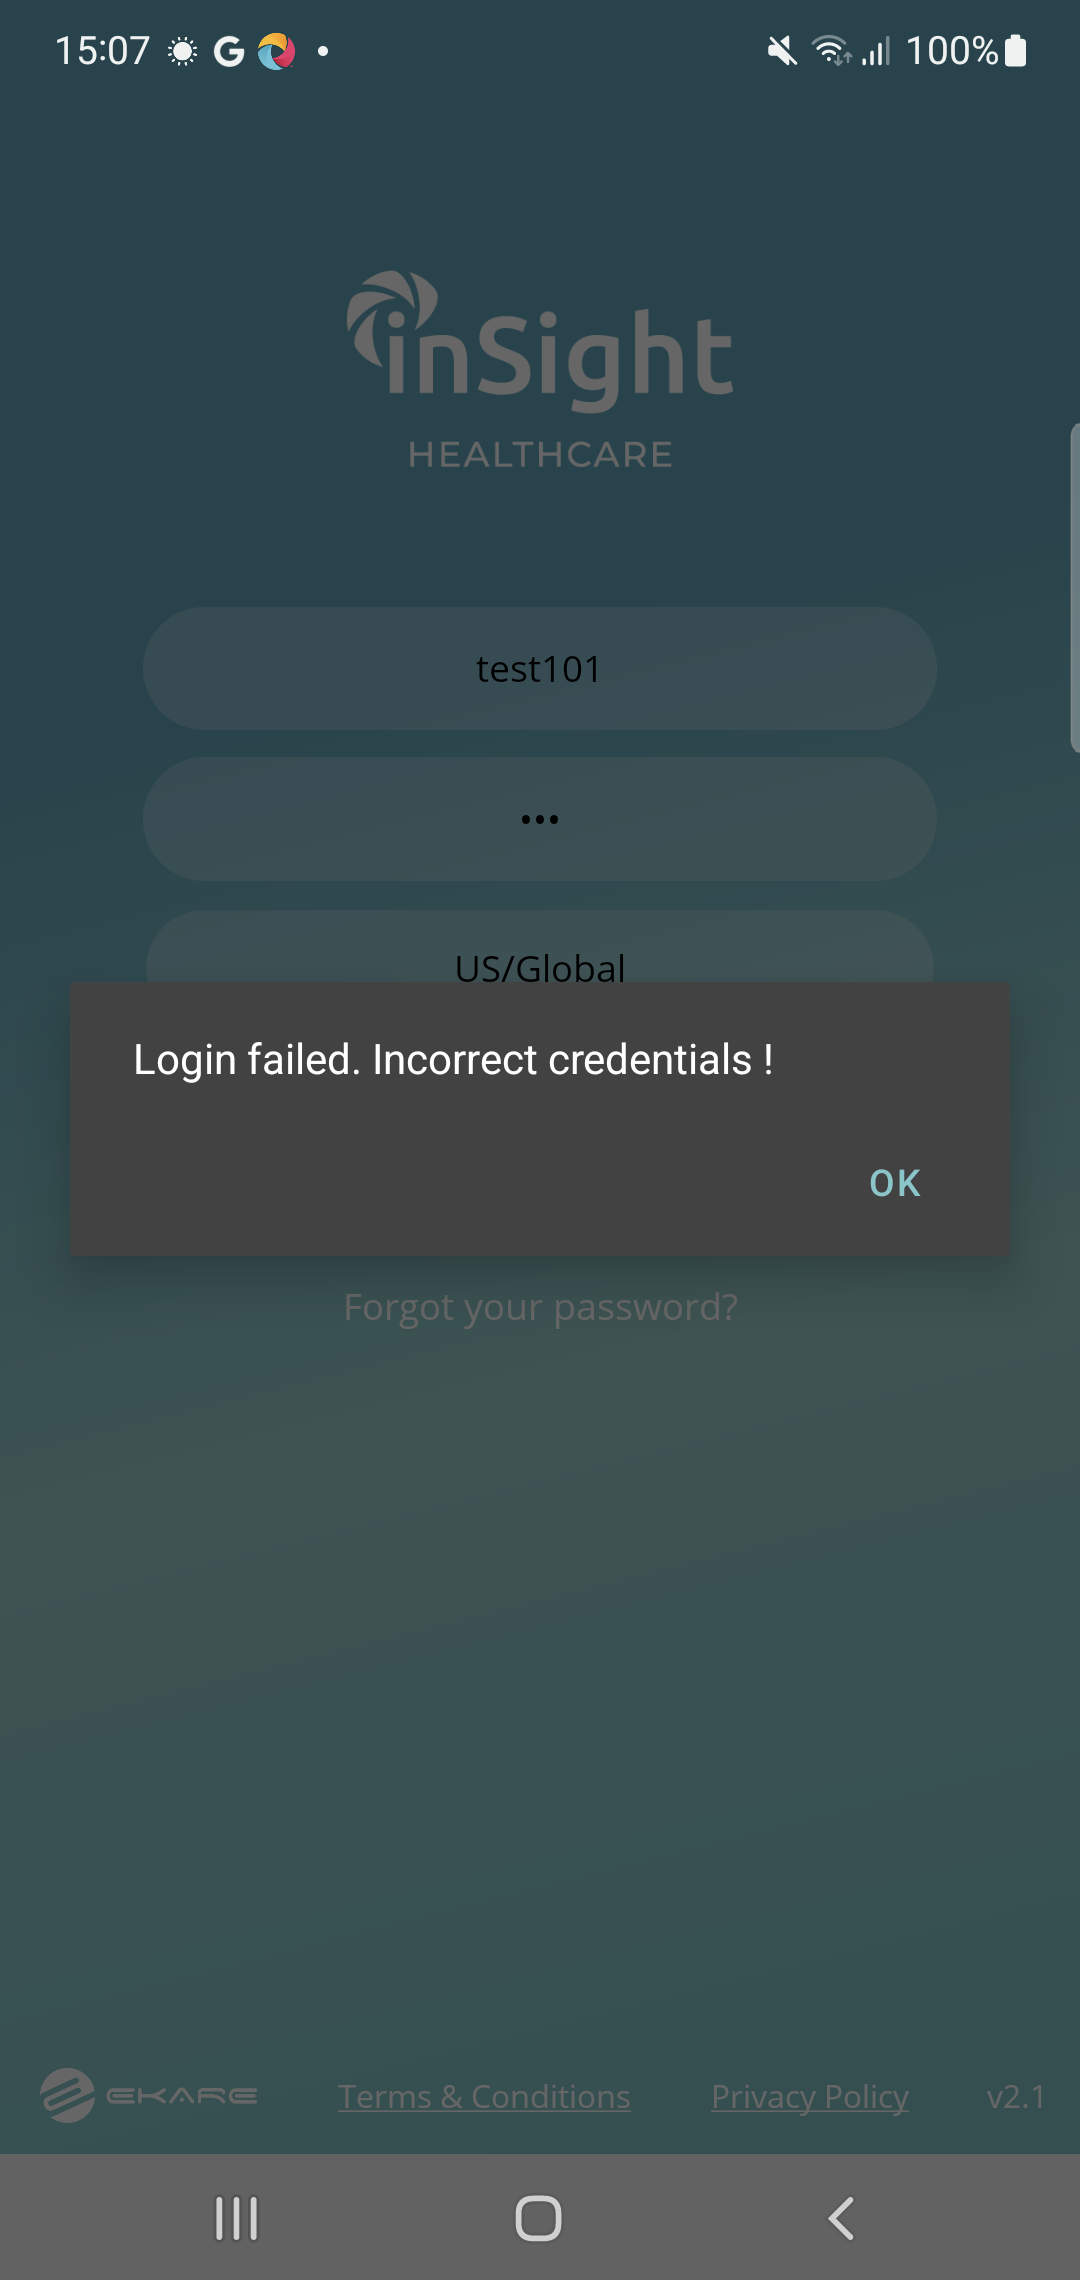 15:07 G 100%
inSight
HEALTHCARE
test101
•••
US/Global
Login failed. Incorrect credentials !
OK
Forgot your password?
EKARE Terms & Conditions Privacy Policy v2.1